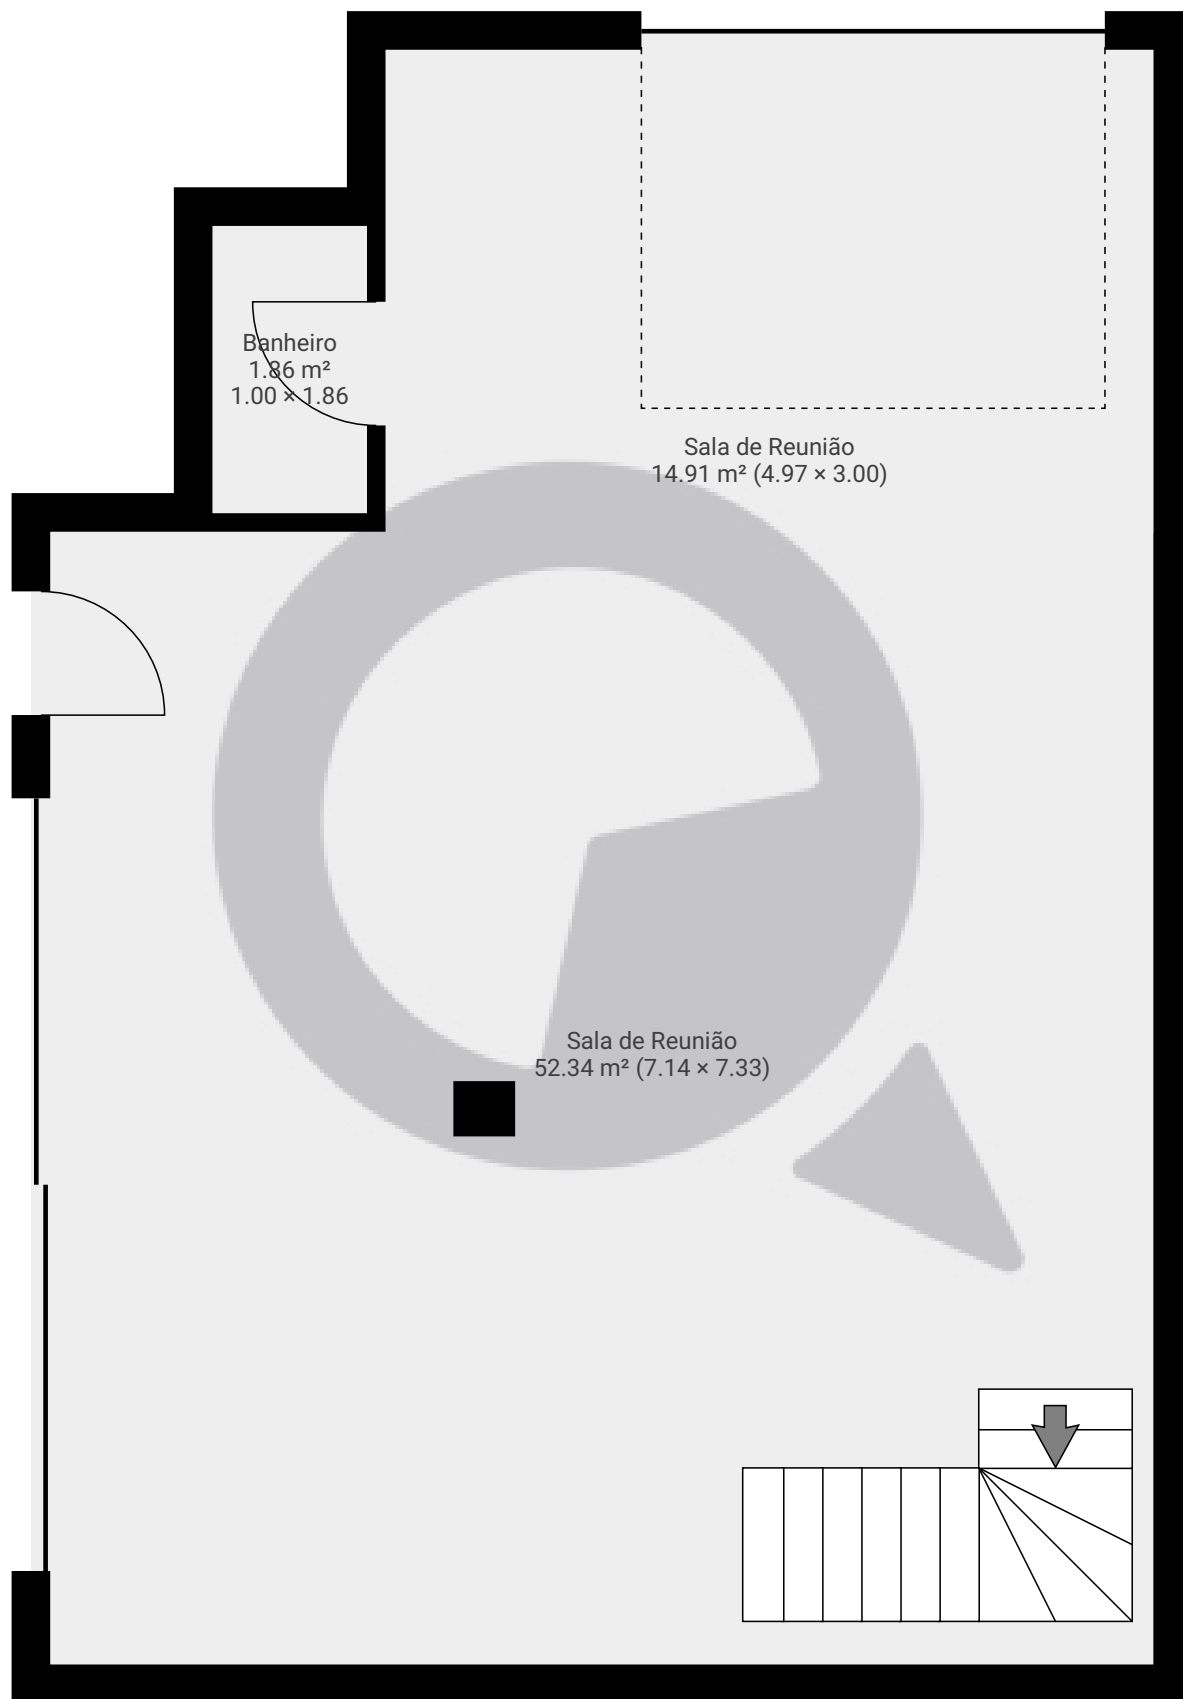 Banheiro
1.86 m²
1.00 × 1.86
Sala de Reunião
14.91 m² (4.97 × 3.00)
Sala de Reunião
52.34 m² (7.14 × 7.33)